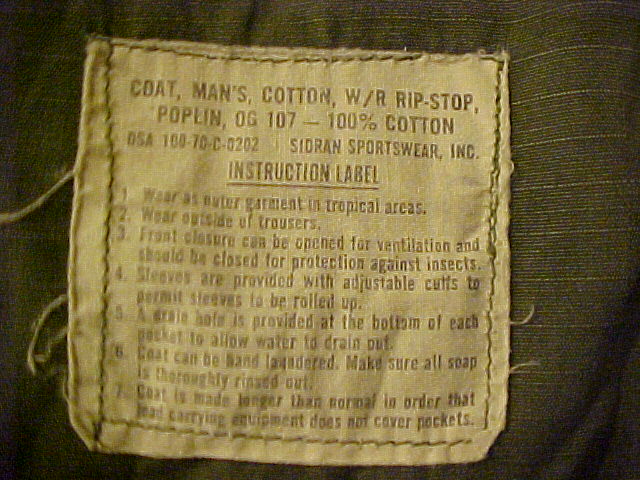 COAT, MAN'S, COTTON, W/R RIP-STOP,
POPLIN, OG 107 — 100% COTTON
DSA 100-70-C-0202 SIDRAN SPORTSWEAR, INC.
INSTRUCTION LABEL
1. Wear as outer garment in tropical areas.
2. Wear outside of trousers.
3. Front closure can be opened for ventilation and
should be closed for protection against insects.
4. Sleeves are provided with adjustable cuffs to
permit sleeves to be rolled up.
5. A drain hole is provided at the bottom of each
pocket to allow water to drain out.
6. Coat can be hand laundered. Make sure all soap
is thoroughly rinsed out.
7. Coat is made longer than normal in order that
load carrying equipment does not cover pockets.